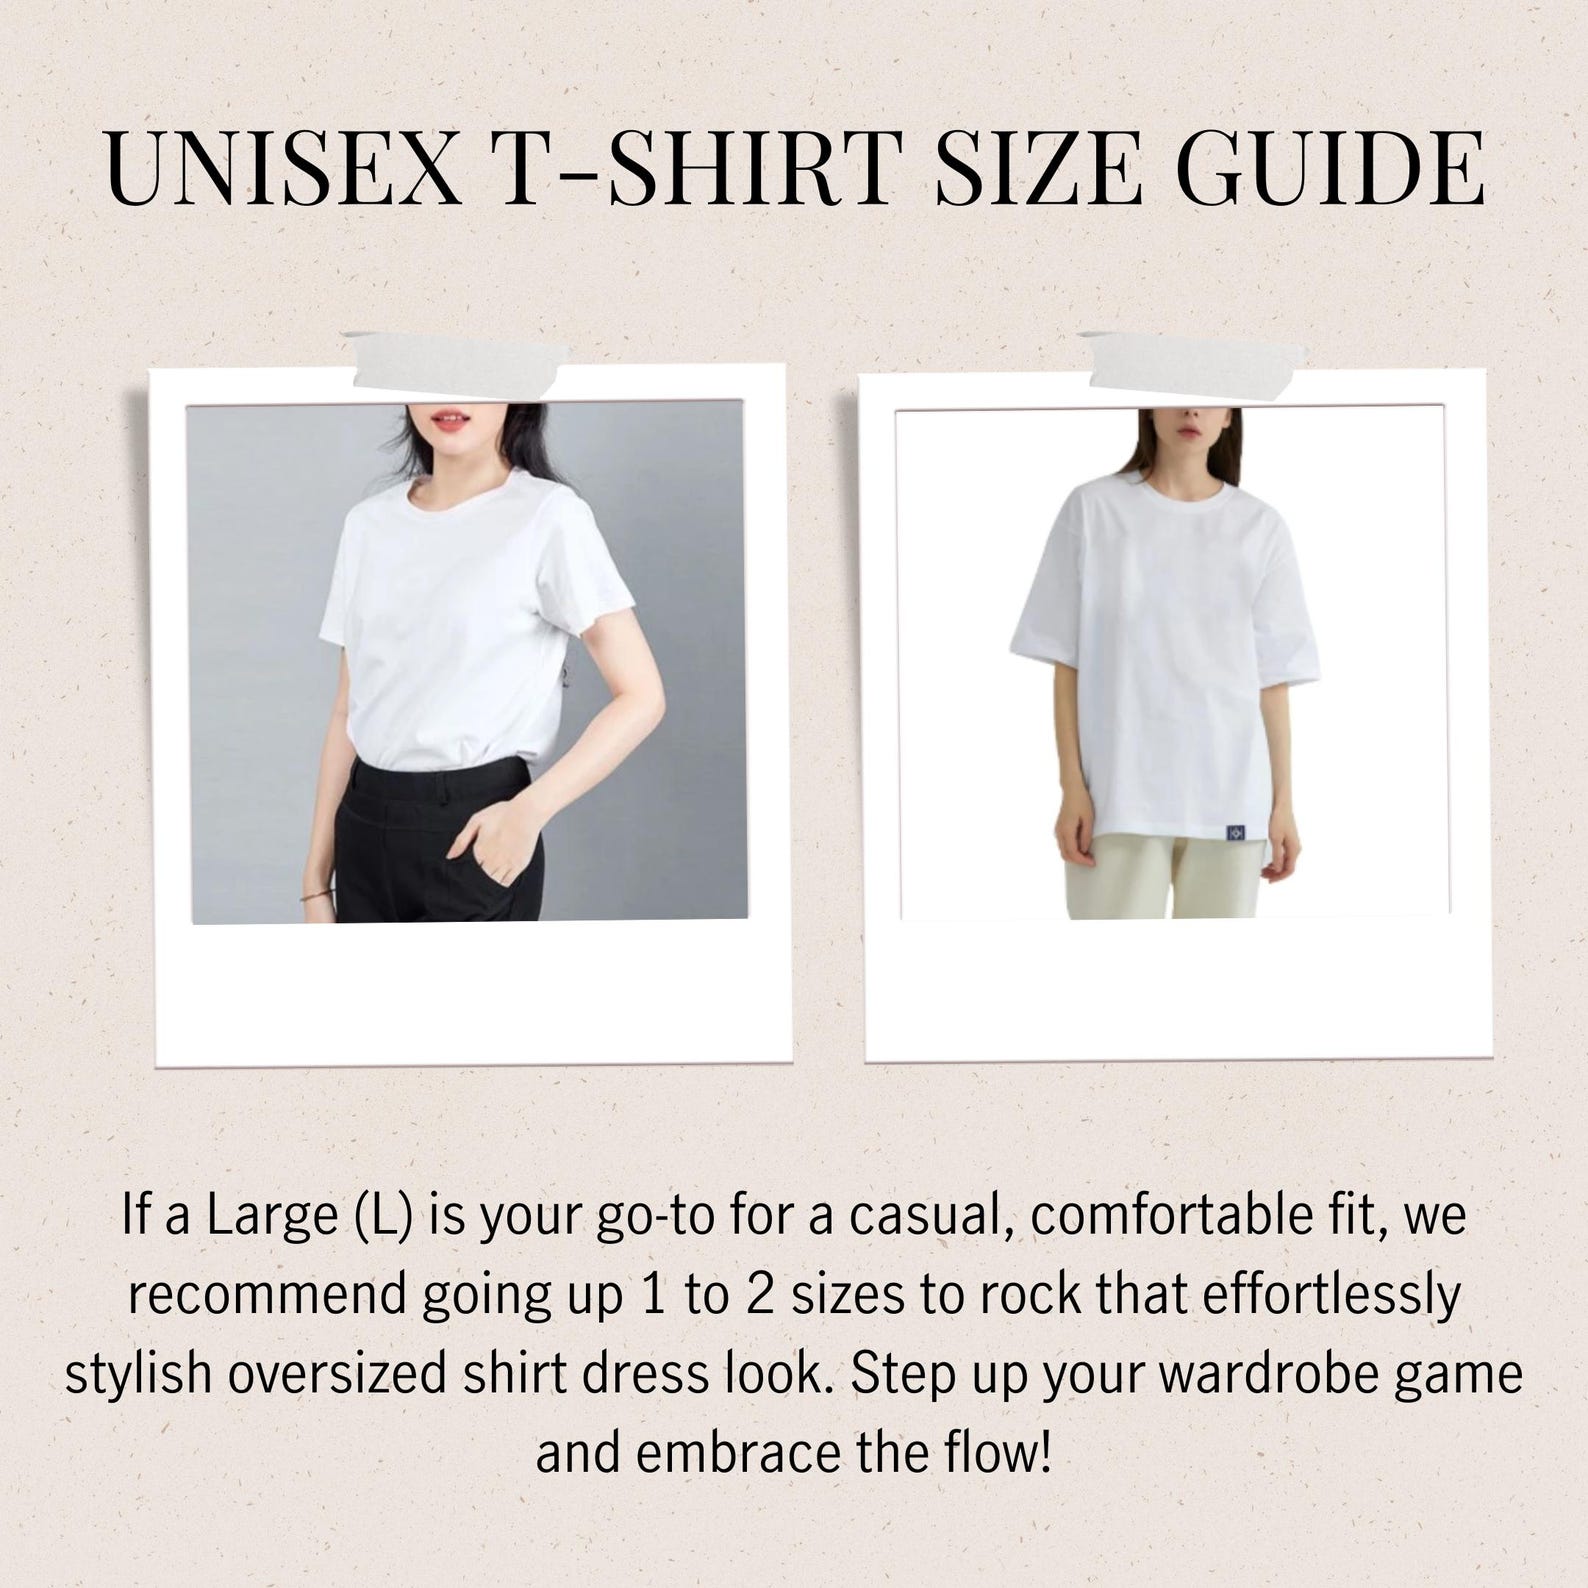 UNISEX T-SHIRT SIZE GUIDE
If a Large (L) is your go-to for a casual, comfortable fit, we
recommend going up 1 to 2 sizes to rock that effortlessly
stylish oversized shirt dress look. Step up your wardrobe game
and embrace the flow!